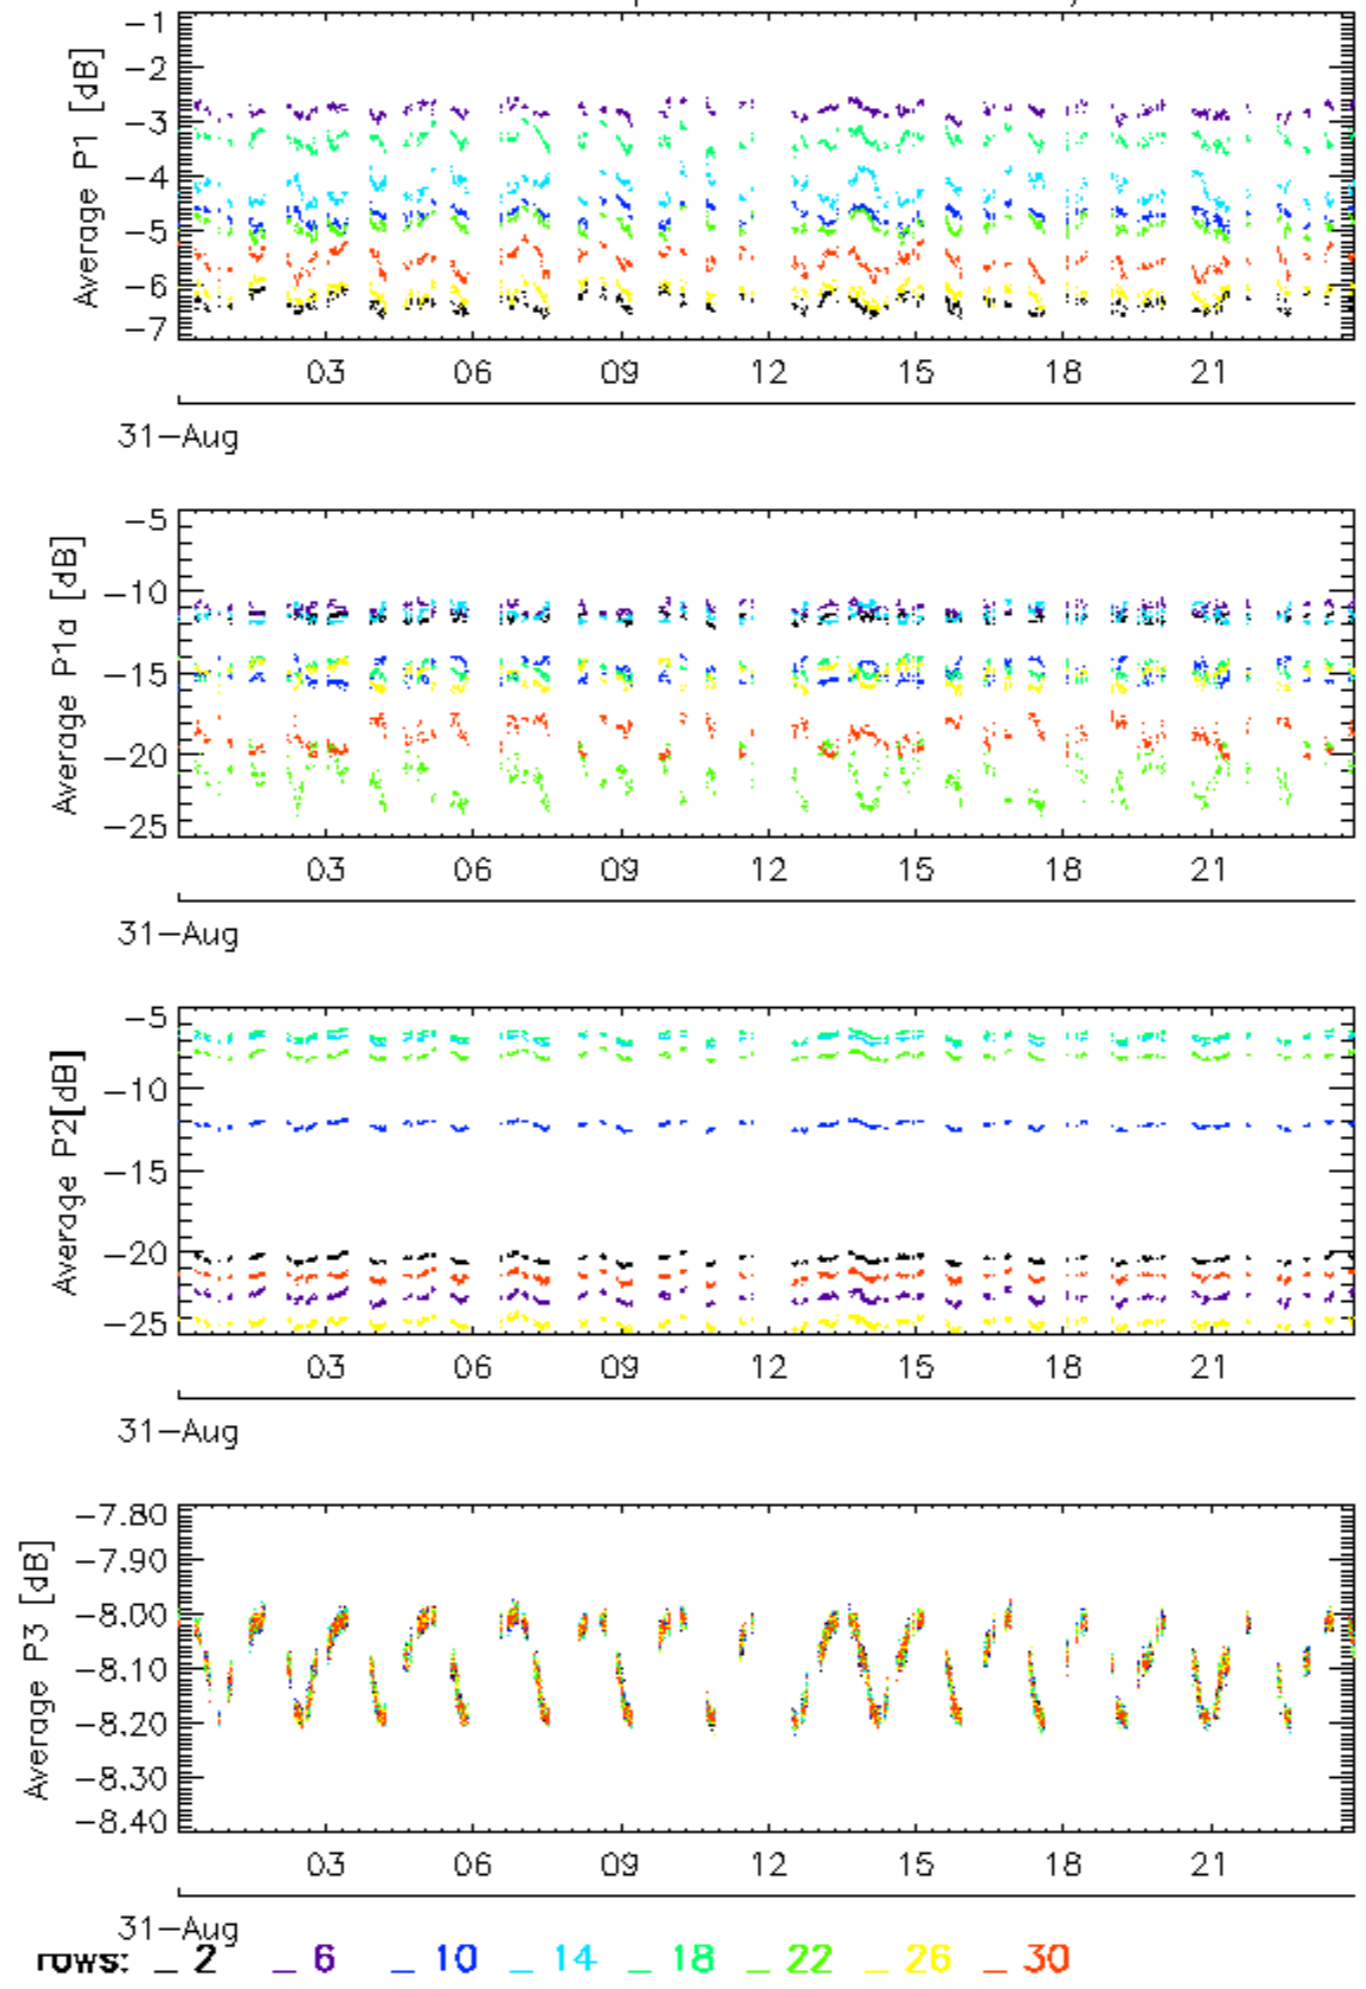 -1
-2
-3
-4
-5
-6
-7
Average P1 [dB]
03 06 09 12 15 18 21
31-Aug
-5
-10
-15
-20
-25
Average P1a [dB]
03 06 09 12 15 18 21
31-Aug
-5
-10
-15
-20
-25
Average P2[dB]
03 06 09 12 15 18 21
31-Aug
-7.80
-7.90
-8.00
-8.10
-8.20
-8.30
-8.40
Average P3 [dB]
03 06 09 12 15 18 21
31-Aug
rows: _ 2 _ 6 _ 10 _ 14 _ 18 _ 22 _ 26 _ 30